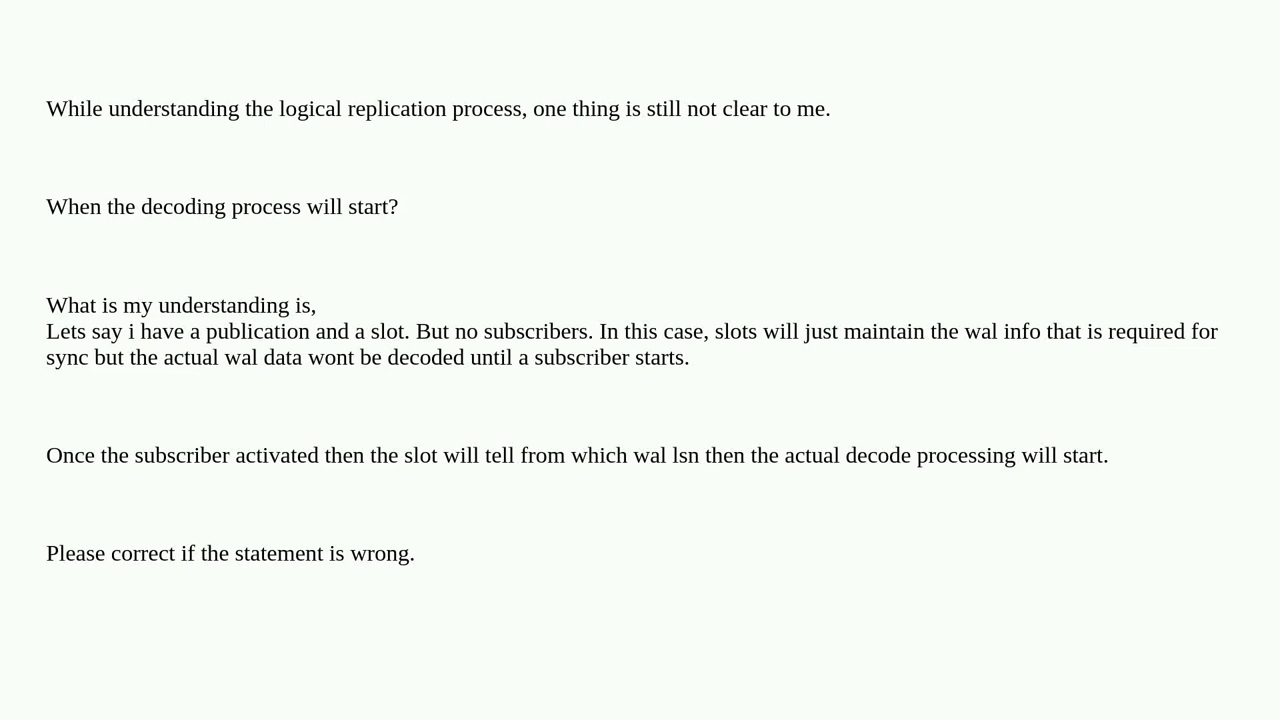 While understanding the logical replication process, one thing is still not clear to me.
When the decoding process will start?
What is my understanding is,
Lets say i have a publication and a slot. But no subscribers. In this case, slots will just maintain the wal info that is required for
sync but the actual wal data wont be decoded until a subscriber starts.
Once the subscriber activated then the slot will tell from which wal lsn then the actual decode processing will start.
Please correct if the statement is wrong.